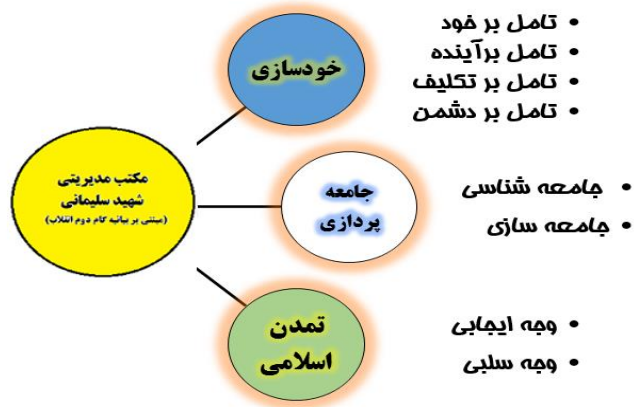 مکتب مدیریتی
شهید سلیمانی
(مبتنی بر بیانیه گام دوم انقلاب)
خودسازی
• تامل بر خود
• تامل برآینده
• تامل بر تکلیف
• تامل بر دشمن
جامعه
پردازی
• جامعه شناسی
• جامعه سازی
تمدن
اسلامی
• وجه ایجابی
• وجه سلبی